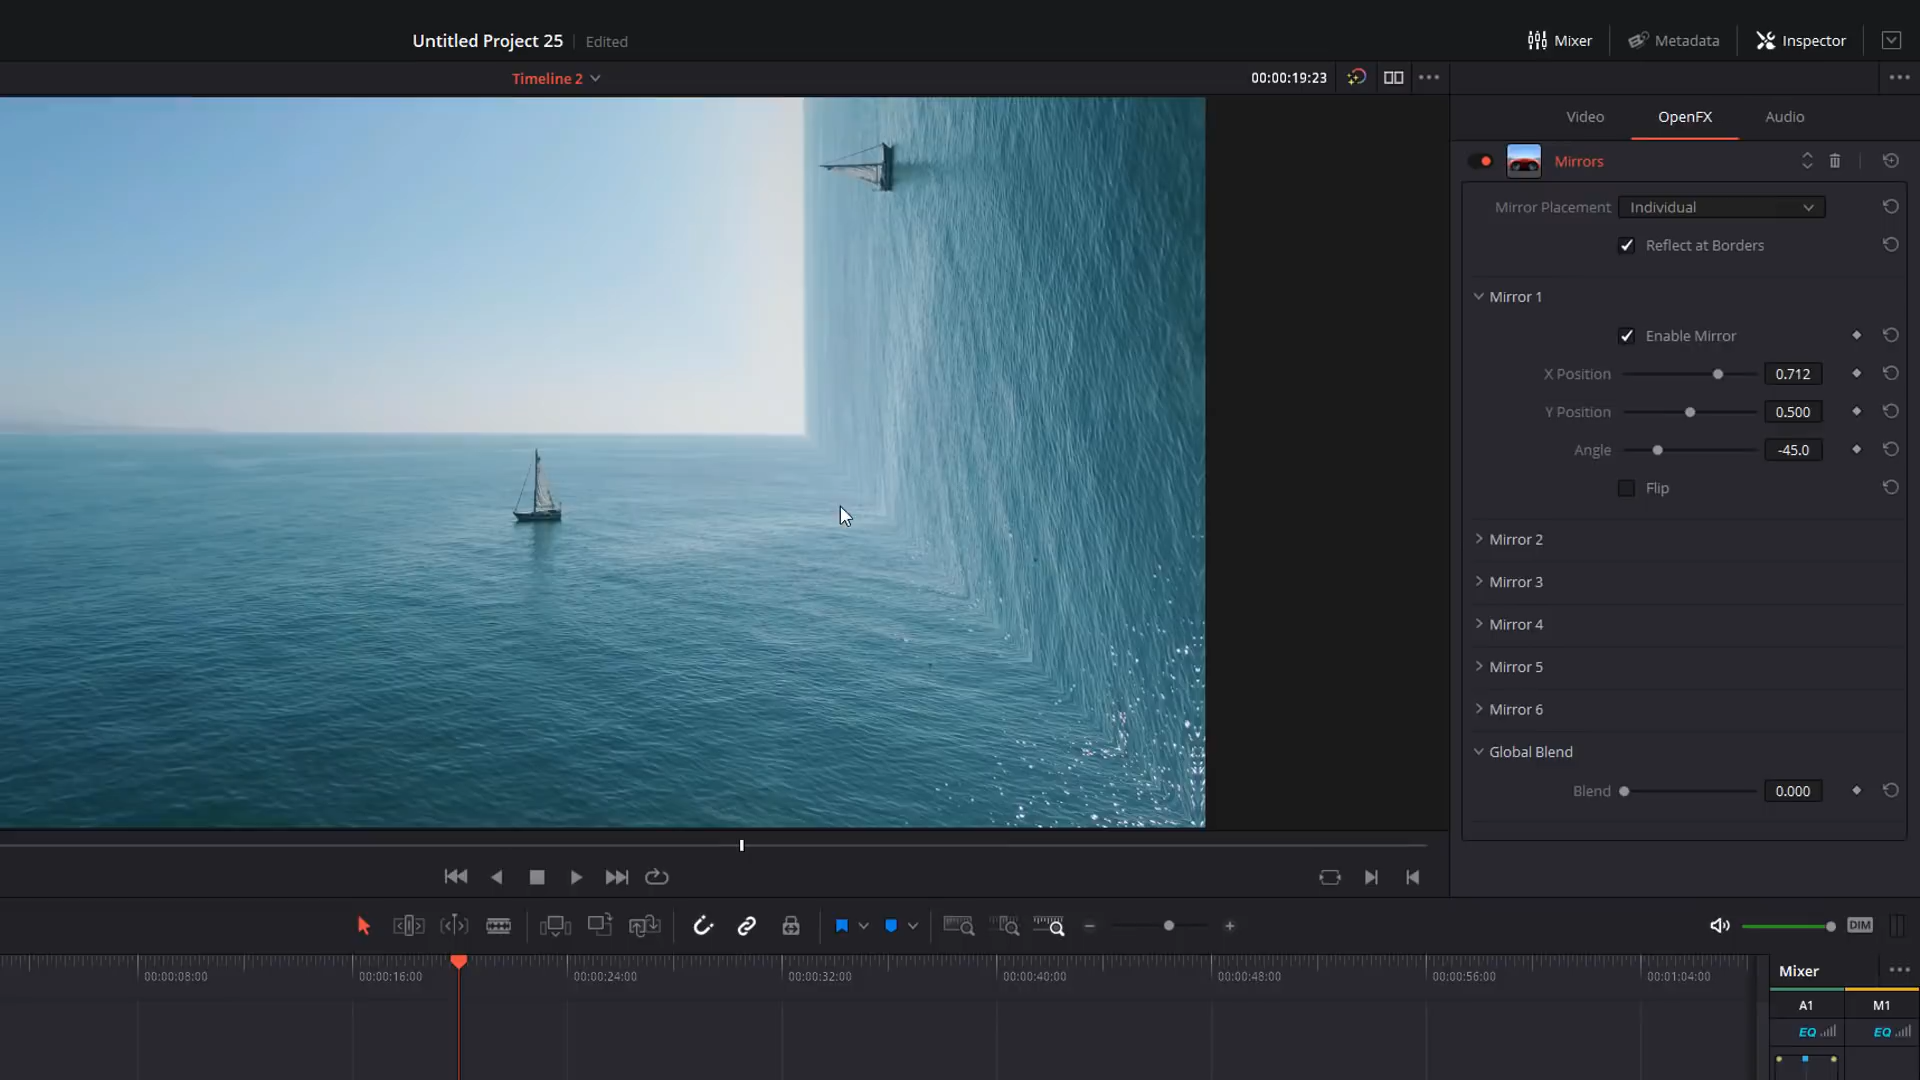 Untitled Project 25
Edited
Mixer
Metadata
Inspector
Timeline 2
00:00:19:23
Video
OpenFX
Audio
Mirrors
Mirror Placement
Individual
Reflect at Borders
Mirror 1
Enable Mirror
X Position
0.712
Y Position
0.500
Angle
-45.0
Flip
Mirror 2
Mirror 3
Mirror 4
Mirror 5
Mirror 6
Global Blend
Blend
0.000
DIM
00:00:08:00
00:00:16:00
00:00:24:00
00:00:32:00
00:00:40:00
00:00:48:00
00:00:56:00
00:01:04:00
Mixer
A1
M1
EQ
EQ